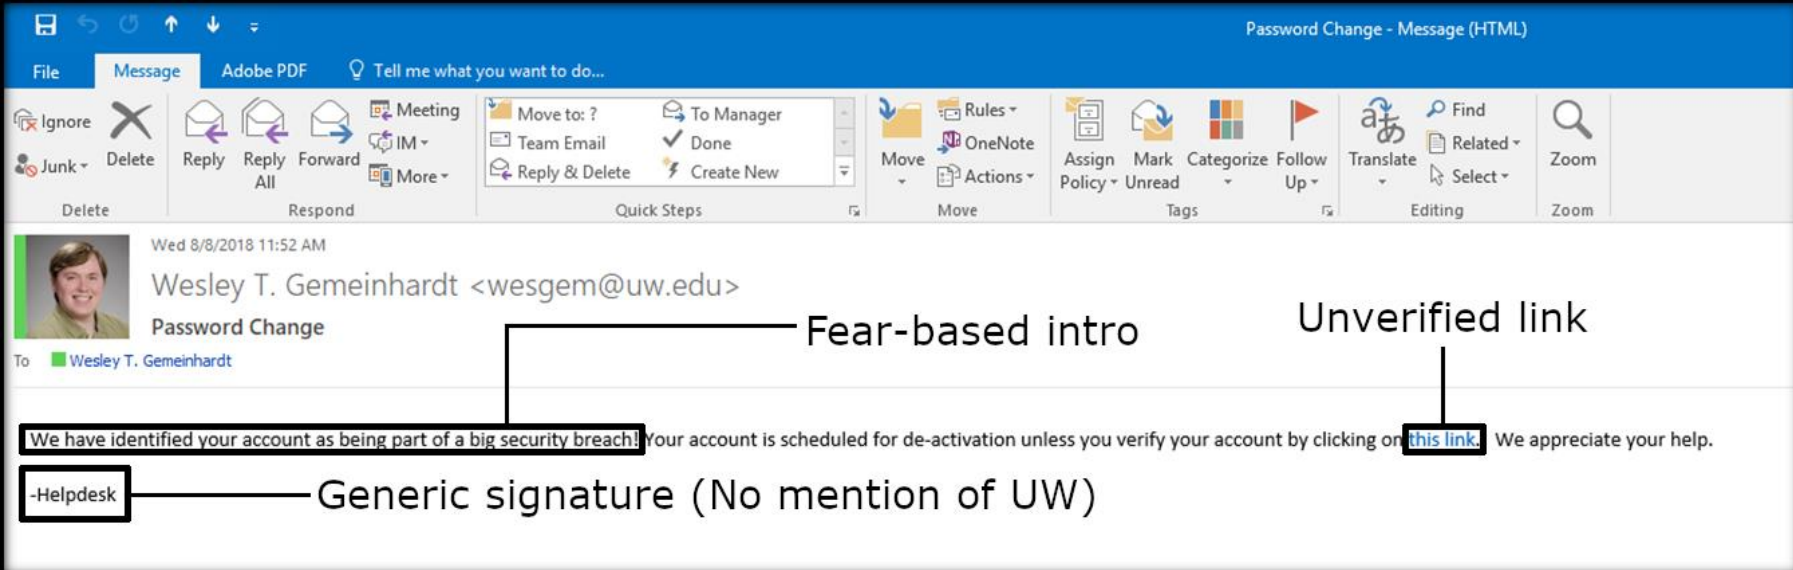 Password Change - Message (HTML)
File Message Adobe PDF Tell me what you want to do...
Ignore
Junk
Delete
Reply
Reply All
Forward
Meeting
IM
More
Move to: ?
Team Email
Reply & Delete
To Manager
Done
Create New
Move
Rules
OneNote
Actions
Assign Policy
Mark Unread
Categorize
Follow Up
Translate
Find
Related
Select
Zoom
Delete Respond Quick Steps Move Tags Editing Zoom
Wed 8/8/2018 11:52 AM
Wesley T. Gemeinhardt <wesgem@uw.edu>
Password Change
To Wesley T. Gemeinhardt
Fear-based intro
Unverified link
We have identified your account as being part of a big security breach! Your account is scheduled for de-activation unless you verify your account by clicking on this link. We appreciate your help.
-Helpdesk
Generic signature (No mention of UW)